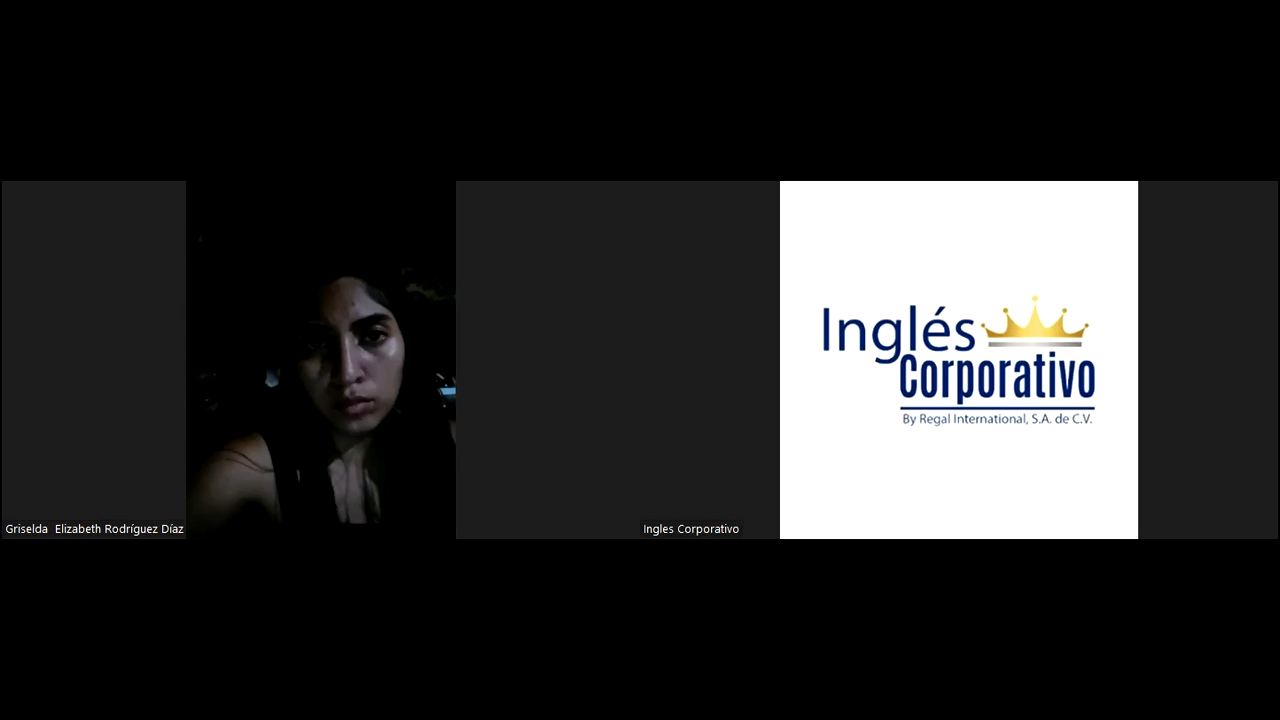 Inglés
Corporativo
By Regal International, S.A. de C.V.
Griselda  Elizabeth Rodríguez Díaz
Ingles Corporativo